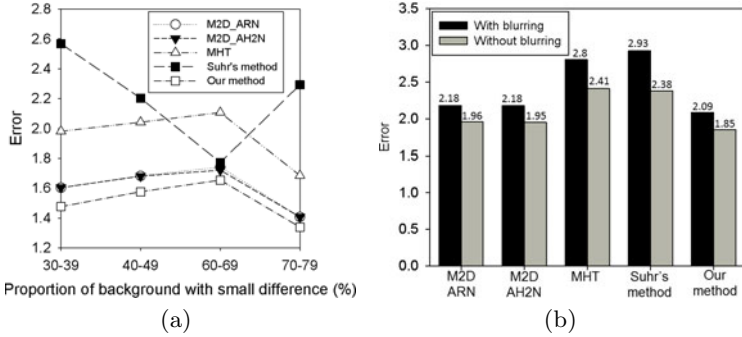 2.8
2.6
2.4
2.2
2.0
1.8
1.6
1.4
1.2
Error
M2D_ARN
M2D_AH2N
MHT
Suhr's method
Our method
30-39 40-49 60-69 70-79
Proportion of background with small difference (%)
(a)
3.5
3.0
2.5
2.0
1.5
1.0
0.5
0.0
Error
With blurring
Without blurring
2.18 1.96 2.18 1.95 2.8 2.41 2.93 2.38 2.09 1.85
M2D M2D MHT Suhr's Our
ARN AH2N method method
(b)